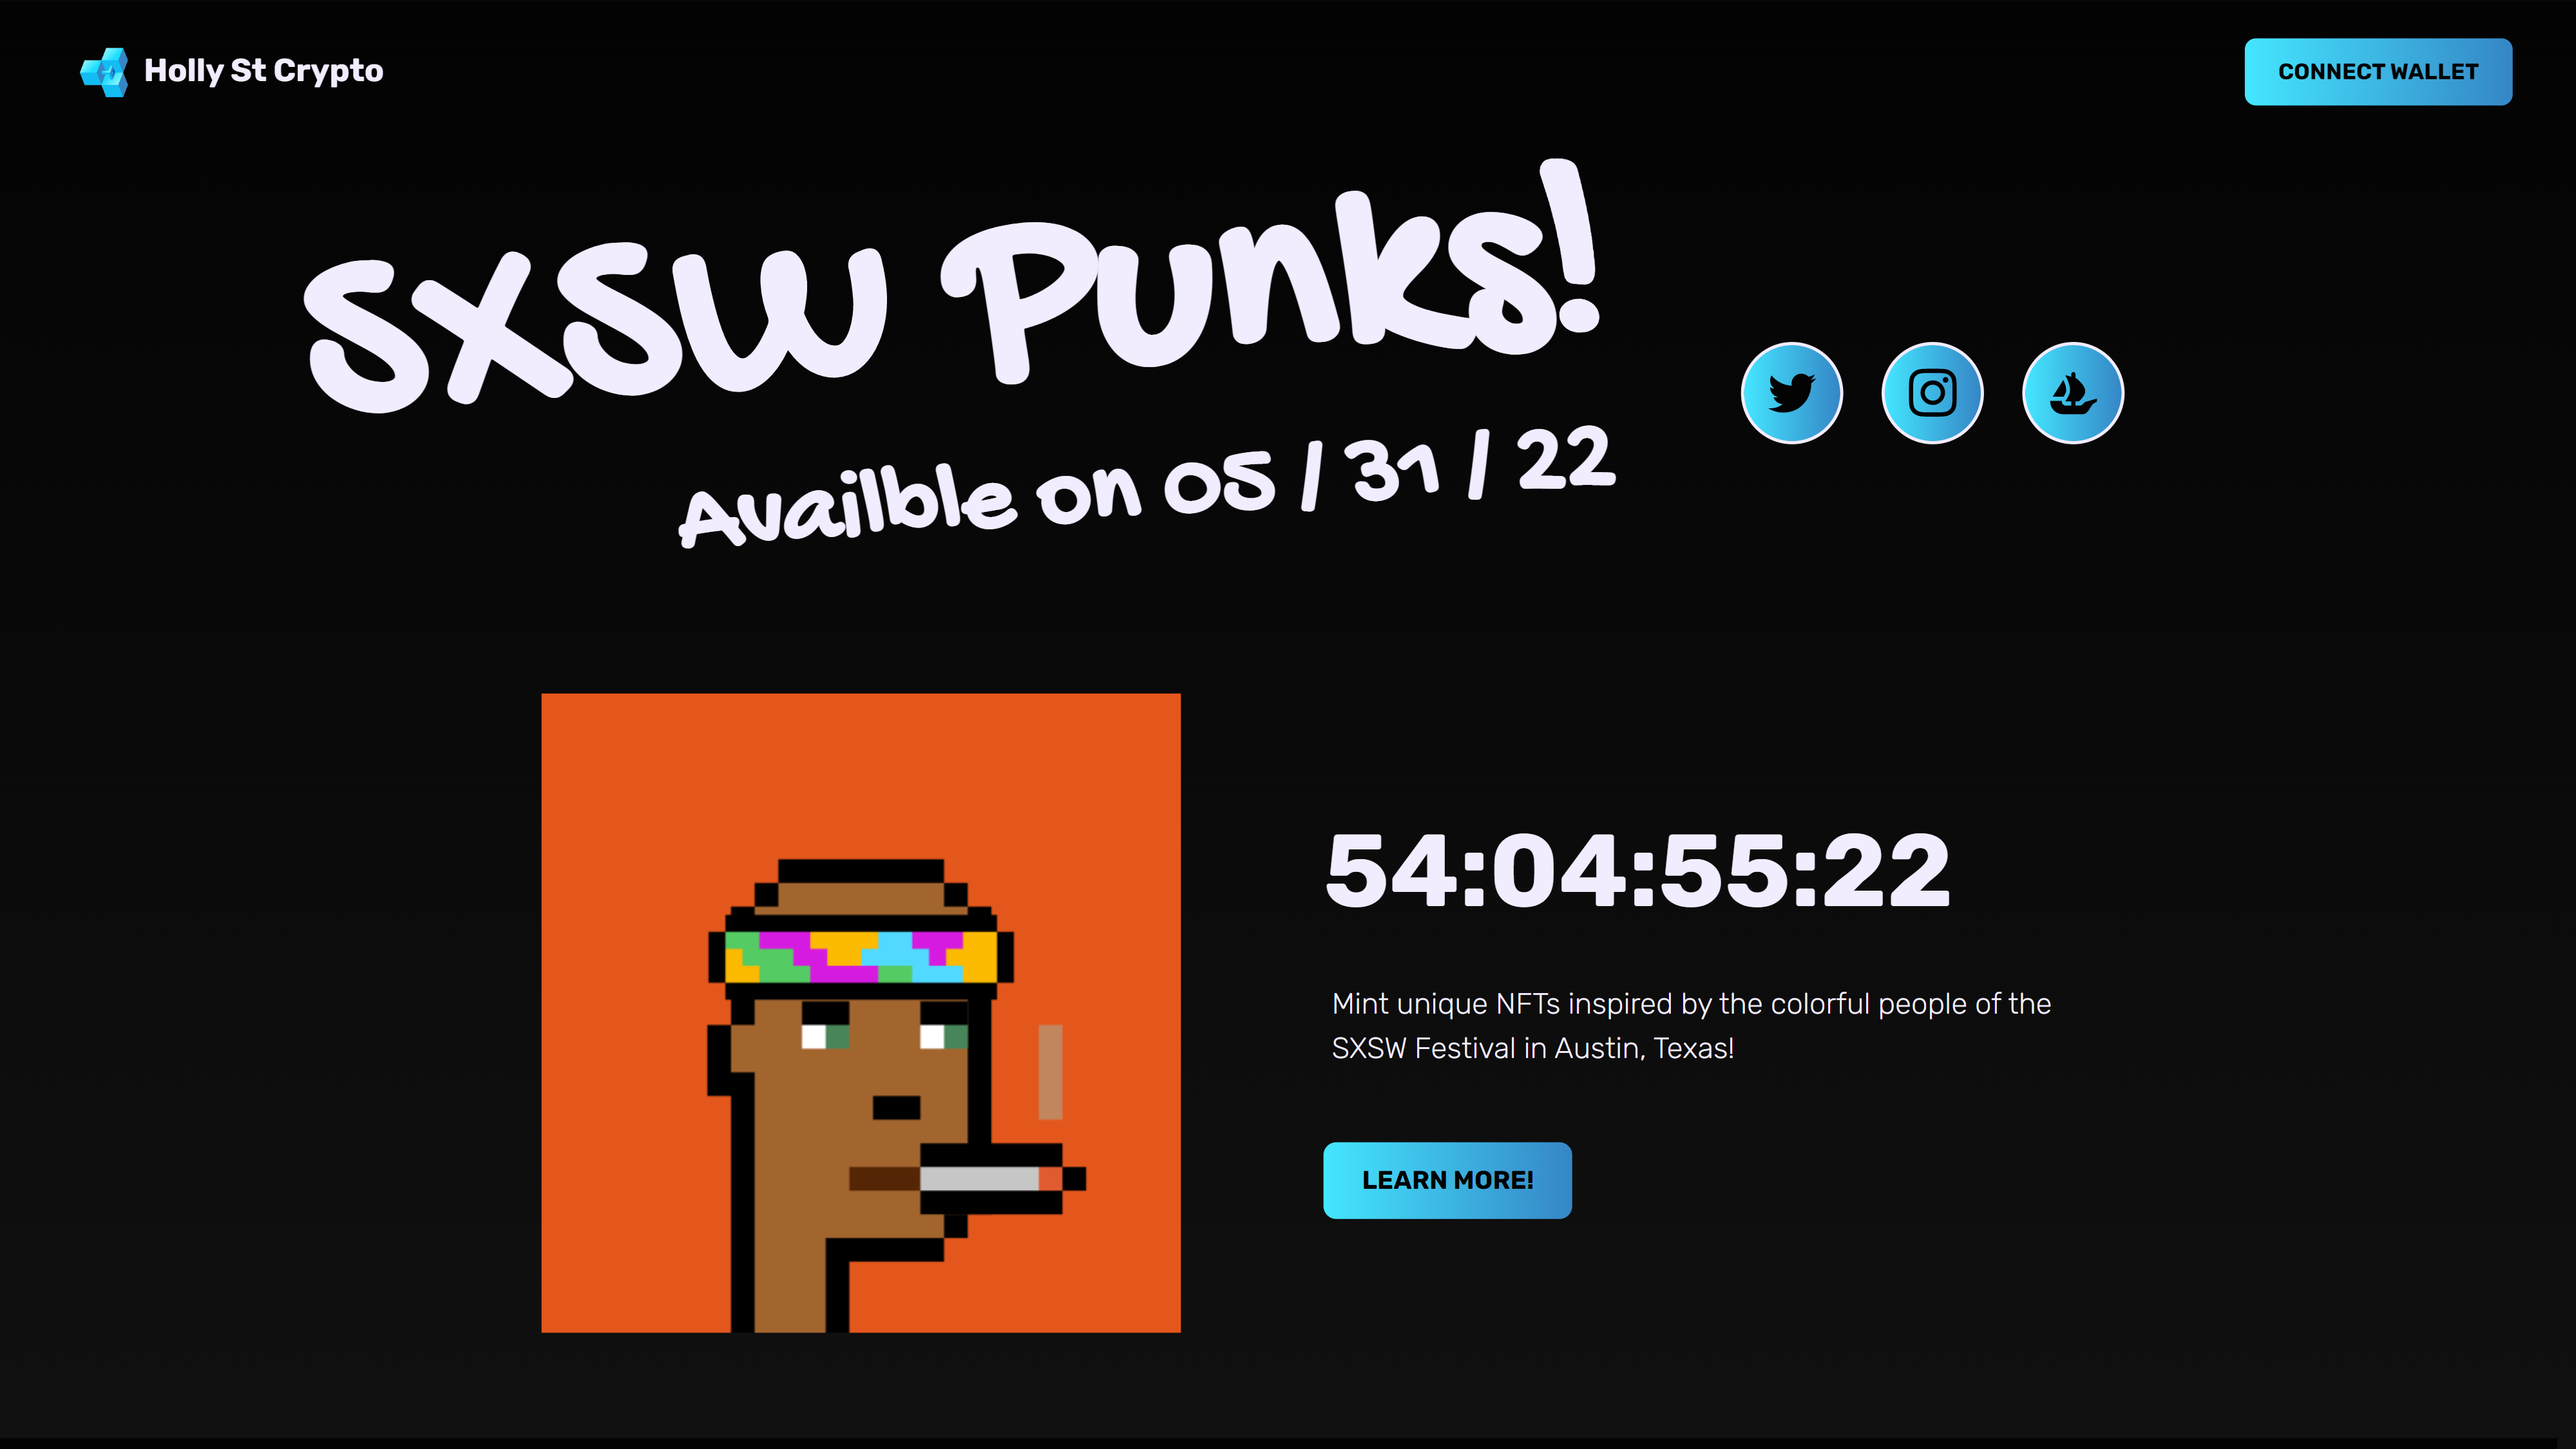 Holly St Crypto
CONNECT WALLET
SXSW Punks!
Availble on 05 / 31 / 22
54:04:55:22
Mint unique NFTs inspired by the colorful people of the
SXSW Festival in Austin, Texas!
LEARN MORE!